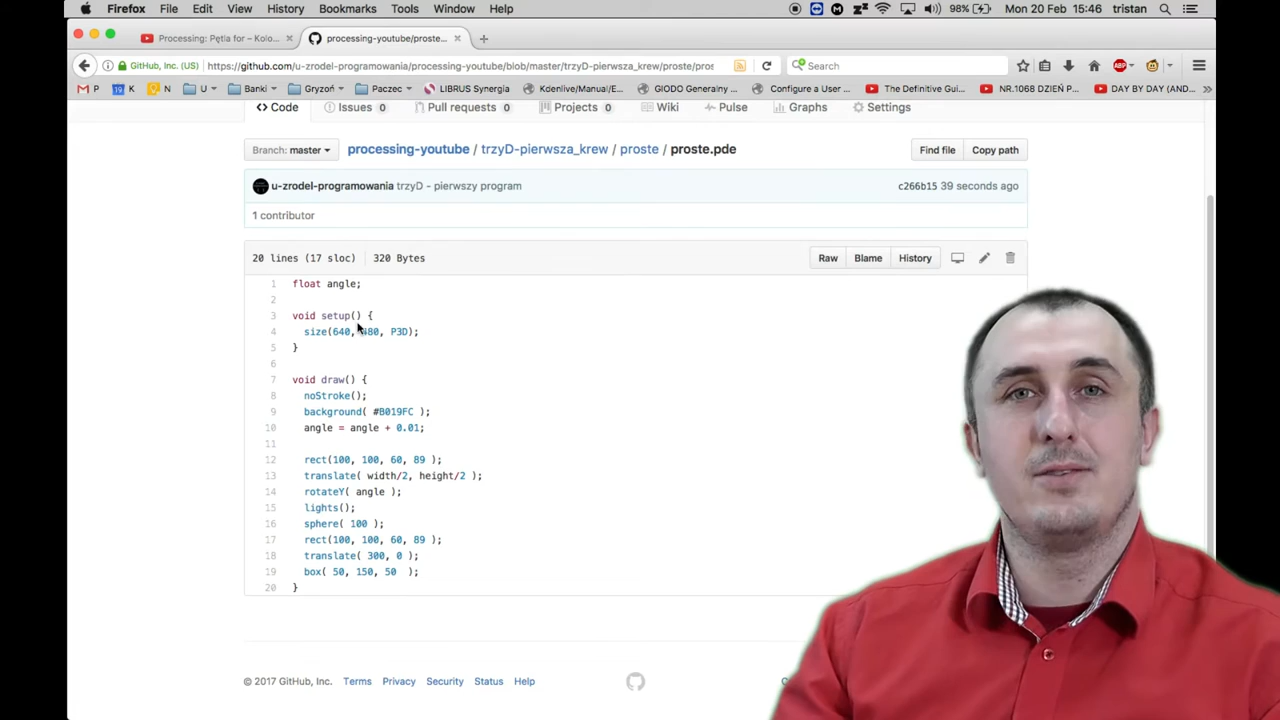 Firefox File Edit View History Bookmarks Tools Window Help 98% Mon 20 Feb 15:46 tristan
Processing: Pętla for – Kolo... processing-youtube/proste...
GitHub, Inc. (US) https://github.com/u-zrodel-programowania/processing-youtube/blob/master/trzyD-pierwsza_krew/proste/pros Search
M P 19 K N U Banki Gryzoń Paczec LIBRUS Synergia Kdenlive/Manual/E... GIODO Generalny ... Configure a User ... The Definitive Gui... NR.1068 DZIEŃ P... DAY BY DAY (AND...
Code Issues 0 Pull requests 0 Projects 0 Wiki Pulse Graphs Settings
Branch: master processing-youtube / trzyD-pierwsza_krew / proste / proste.pde Find file Copy path
u-zrodel-programowania trzyD - pierwszy program c266b15 39 seconds ago
1 contributor
20 lines (17 sloc) 320 Bytes Raw Blame History
1 float angle;
2
3 void setup() {
4 size(640, 480, P3D);
5 }
6
7 void draw() {
8 noStroke();
9 background( #B019FC );
10 angle = angle + 0.01;
11
12 rect(100, 100, 60, 89 );
13 translate( width/2, height/2 );
14 rotateY( angle );
15 lights();
16 sphere( 100 );
17 rect(100, 100, 60, 89 );
18 translate( 300, 0 );
19 box( 50, 150, 50 );
20 }
© 2017 GitHub, Inc. Terms Privacy Security Status Help